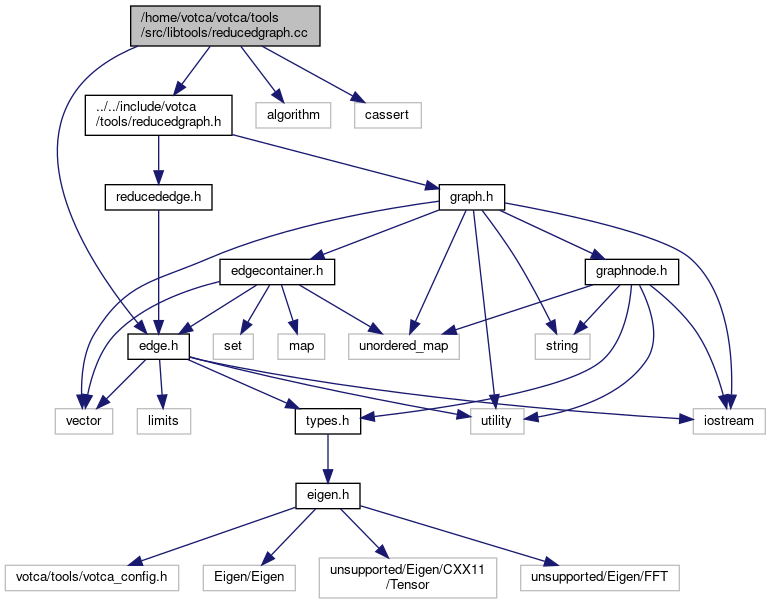 /home/votca/votca/tools
/src/libtools/reducedgraph.cc
../../include/votca
/tools/reducedgraph.h
algorithm
cassert
reducededge.h
graph.h
edgecontainer.h
graphnode.h
edge.h
set
map
unordered_map
string
vector
limits
types.h
utility
iostream
eigen.h
votca/tools/votca_config.h
Eigen/Eigen
unsupported/Eigen/CXX11
/Tensor
unsupported/Eigen/FFT